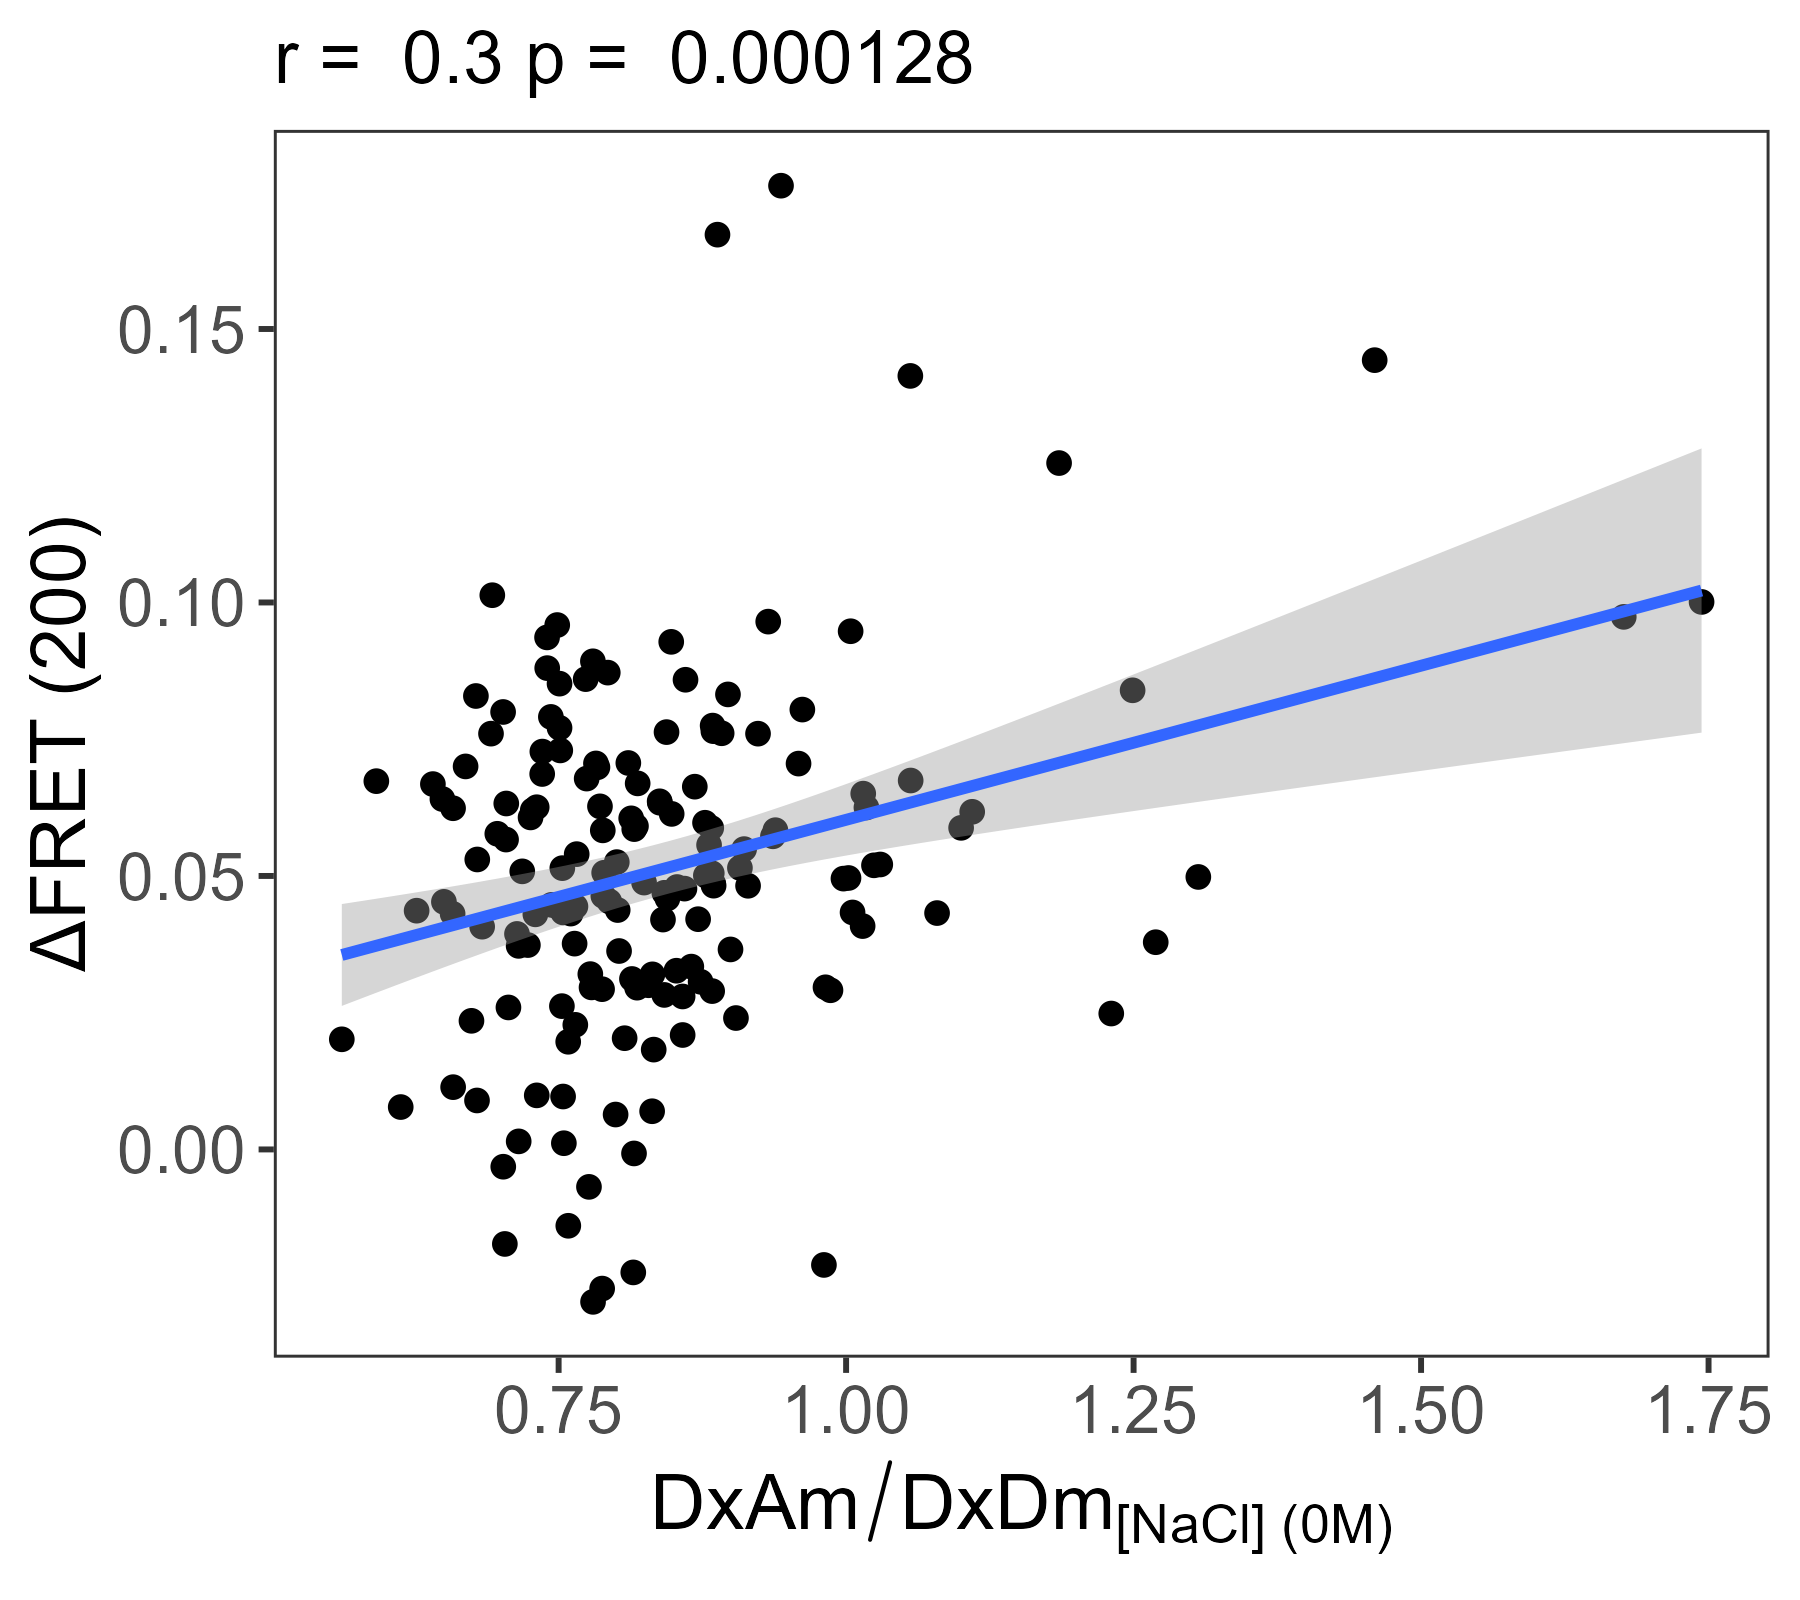 r =  0.3 p =  0.000128
ΔFRET (200)
0.15
0.10
0.05
0.00
0.75 1.00 1.25 1.50 1.75
DxAm/DxDm[NaCl] (0M)